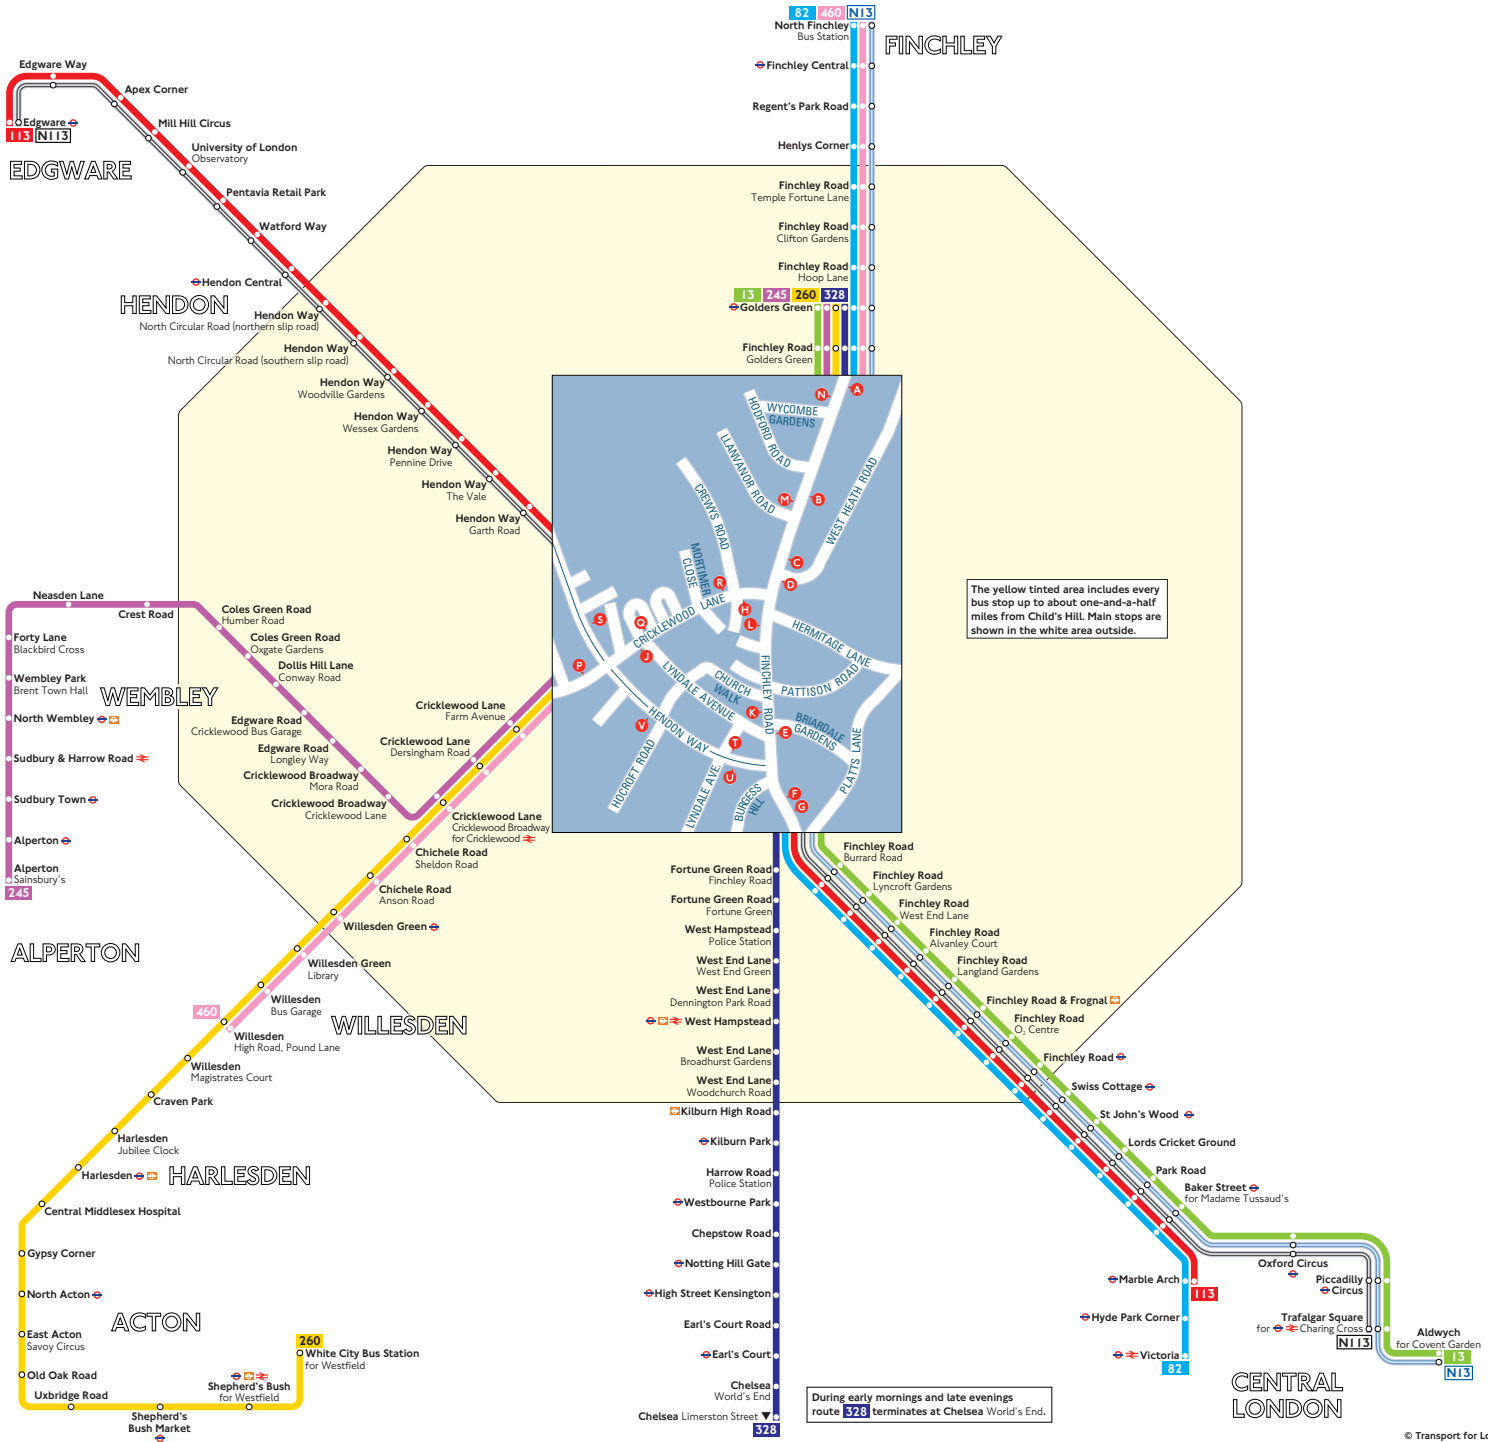 82 460 N13
North Finchley
Bus Station
FINCHLEY
Finchley Central
Regent's Park Road
Henlys Corner
Finchley Road
Temple Fortune Lane
Finchley Road
Clifton Gardens
Finchley Road
Hoop Lane
13 245 260 328
Golders Green
Finchley Road
Golders Green
Edgware Way
Apex Corner
Edgware
113 N113
EDGWARE
Mill Hill Circus
University of London
Observatory
Pentavia Retail Park
Watford Way
Hendon Central
HENDON
Hendon Way
North Circular Road (northern slip road)
Hendon Way
North Circular Road (southern slip road)
Hendon Way
Woodville Gardens
Hendon Way
Wessex Gardens
Hendon Way
Pennine Drive
Hendon Way
The Vale
Hendon Way
Garth Road
N
A
WYCOMBE
GARDENS
HODFORD ROAD
LLANVANOR ROAD
M
B
WEST HEATH ROAD
CREWYS ROAD
MORTIMER
CLOSE
C
D
R
H
L
S
Q
CRICKLEWOOD LANE
J
P
HERMITAGE LANE
FINCHLEY ROAD
LYNDALE AVENUE
CHURCH
WALK
PATTISON ROAD
K
E
BRIARDALE
GARDENS
V
HENDON WAY
T
U
HOCROFT ROAD
LYNDALE AVE.
BURGESS
HILL
F
G
PLATTS LANE
The yellow tinted area includes every
bus stop up to about one-and-a-half
miles from Child's Hill. Main stops are
shown in the white area outside.
Neasden Lane
Crest Road
Coles Green Road
Humber Road
Coles Green Road
Oxgate Gardens
Dollis Hill Lane
Conway Road
Edgware Road
Cricklewood Bus Garage
Edgware Road
Longley Way
Cricklewood Broadway
Mora Road
Cricklewood Broadway
Cricklewood Lane
Forty Lane
Blackbird Cross
Wembley Park
Brent Town Hall
WEMBLEY
North Wembley
Sudbury & Harrow Road
Sudbury Town
Alperton
Alperton
Sainsbury's
245
ALPERTON
Cricklewood Lane
Farm Avenue
Cricklewood Lane
Dersingham Road
Cricklewood Lane
Cricklewood Broadway
for Cricklewood
Chichele Road
Sheldon Road
Chichele Road
Anson Road
Willesden Green
Willesden Green
Library
Willesden
Bus Garage
460
WILLESDEN
Willesden
High Road, Pound Lane
Willesden
Magistrates Court
Craven Park
Harlesden
Jubilee Clock
Harlesden
HARLESDEN
Central Middlesex Hospital
Gypsy Corner
North Acton
ACTON
East Acton
Savoy Circus
Old Oak Road
Uxbridge Road
Shepherd's
Bush Market
Shepherd's Bush
for Westfield
260
White City Bus Station
for Westfield
Fortune Green Road
Finchley Road
Fortune Green Road
Fortune Green
West Hampstead
Police Station
West End Lane
West End Green
West End Lane
Dennington Park Road
West Hampstead
West End Lane
Broadhurst Gardens
West End Lane
Woodchurch Road
Kilburn High Road
Kilburn Park
Harrow Road
Police Station
Westbourne Park
Chepstow Road
Notting Hill Gate
High Street Kensington
Earl's Court Road
Earl's Court
Chelsea
World's End
Chelsea Limerston Street
328
During early mornings and late evenings
route 328 terminates at Chelsea World's End.
Finchley Road
Burrard Road
Finchley Road
Lyncroft Gardens
Finchley Road
West End Lane
Finchley Road
Alvanley Court
Finchley Road
Langland Gardens
Finchley Road & Frognal
Finchley Road
O2 Centre
Finchley Road
Swiss Cottage
St John's Wood
Lords Cricket Ground
Park Road
Baker Street
for Madame Tussaud's
Oxford Circus
Marble Arch
113
Hyde Park Corner
Victoria
82
Piccadilly
Circus
Trafalgar Square
for Charing Cross
N113
Aldwych
for Covent Garden
13
N13
CENTRAL
LONDON
© Transport for Lo